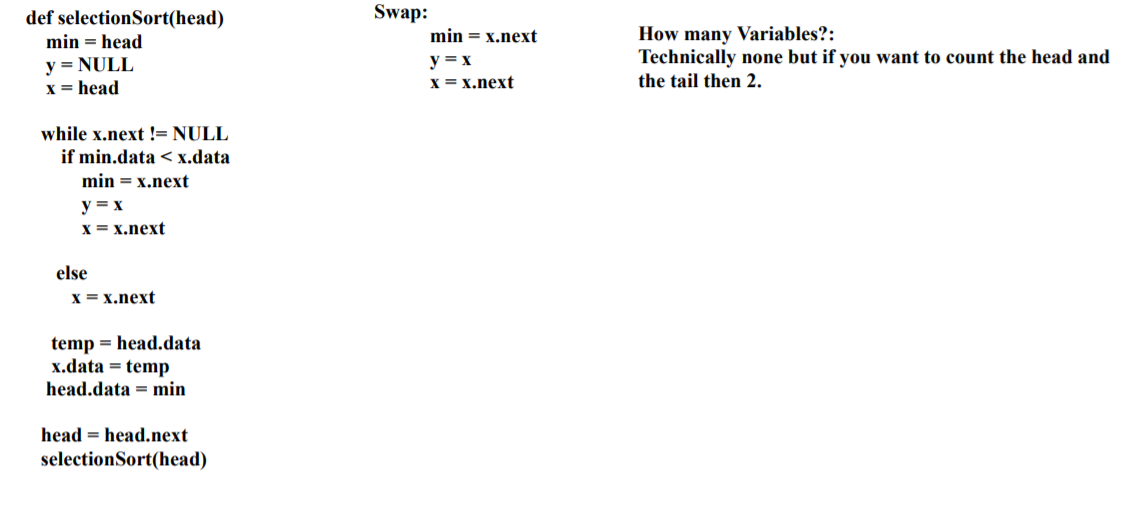 def selectionSort(head)
min = head
y = NULL
x = head
while x.next != NULL
if min.data < x.data
min = x.next
y = x
x = x.next
else
x = x.next
temp = head.data
x.data = temp
head.data = min
head = head.next
selectionSort(head)
Swap:
min = x.next
y = x
x = x.next
How many Variables?:
Technically none but if you want to count the head and
the tail then 2.